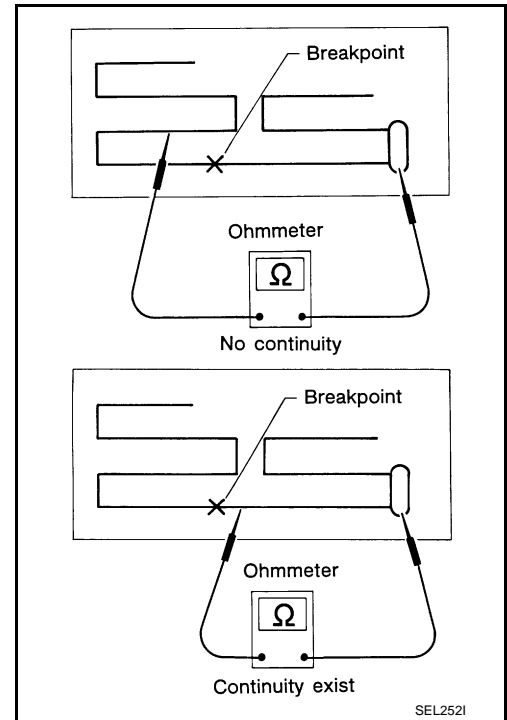 Breakpoint
Ohmmeter
Ω
No continuity
Breakpoint
Ohmmeter
Ω
Continuity exist
SEL252I